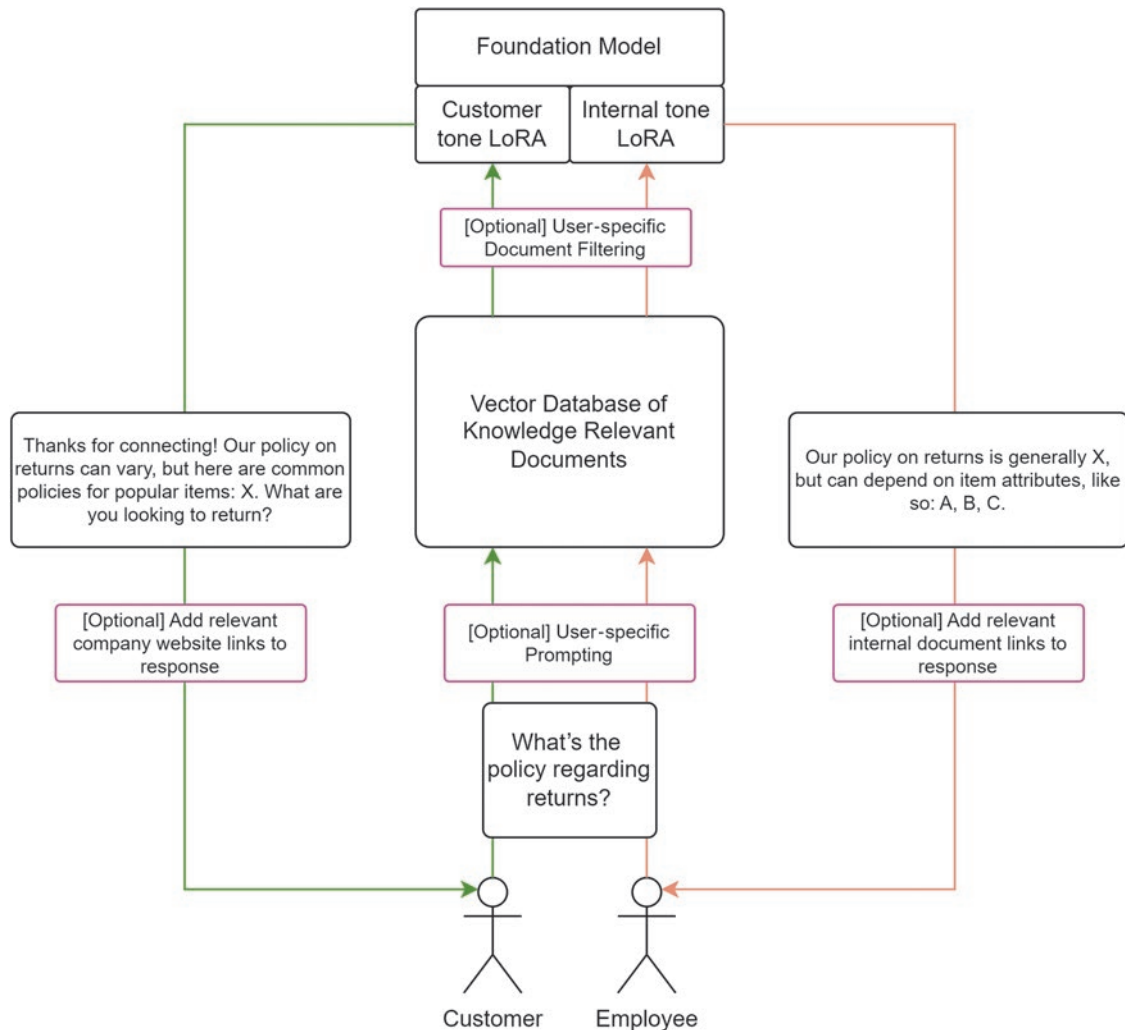 Foundation Model
Customer
tone LoRA
Internal tone
LoRA
[Optional] User-specific
Document Filtering
Vector Database of
Knowledge Relevant
Documents
Thanks for connecting! Our policy on
returns can vary, but here are common
policies for popular items: X. What are
you looking to return?
Our policy on returns is generally X,
but can depend on item attributes, like
so: A, B, C.
[Optional] Add relevant
company website links to
response
[Optional] User-specific
Prompting
[Optional] Add relevant
internal document links to
response
What’s the
policy regarding
returns?
Customer
Employee